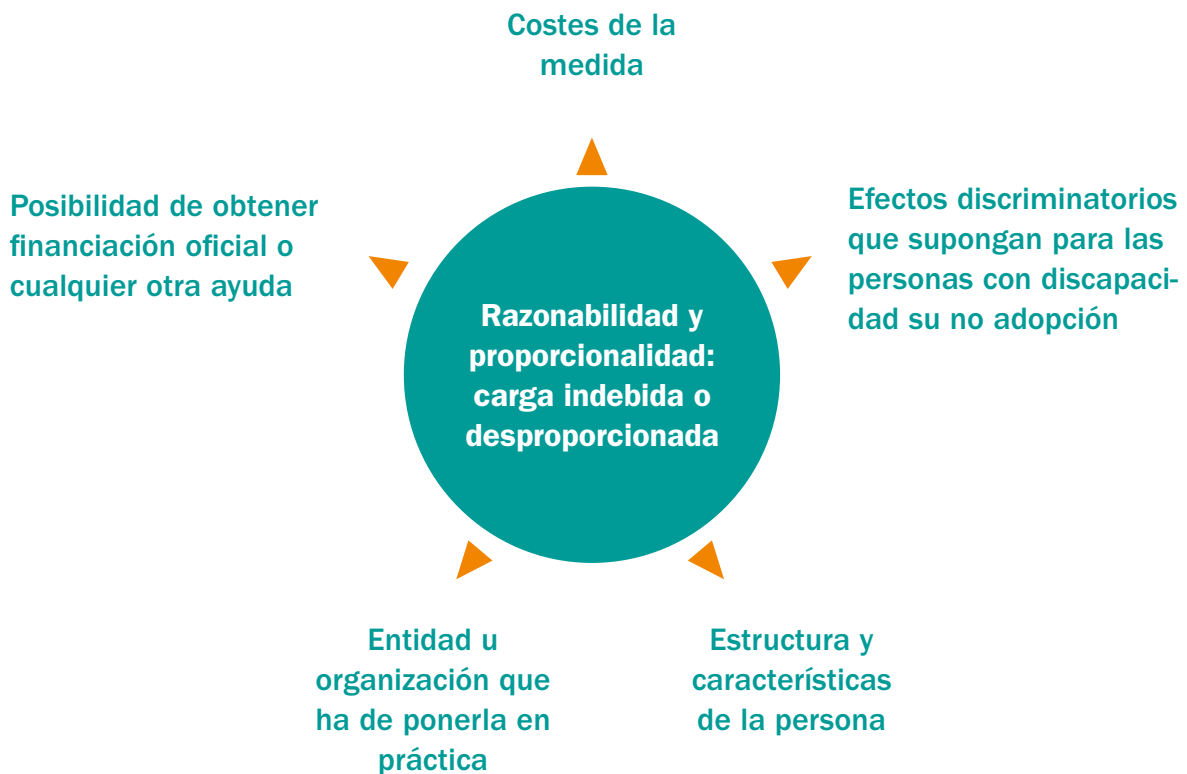 Costes de la
medida
Posibilidad de obtener
financiación oficial o
cualquier otra ayuda
Efectos discriminatorios
que supongan para las
personas con discapaci-
dad su no adopción
Razonabilidad y
proporcionalidad:
carga indebida o
desproporcionada
Entidad u
organización que
ha de ponerla en
práctica
Estructura y
características
de la persona